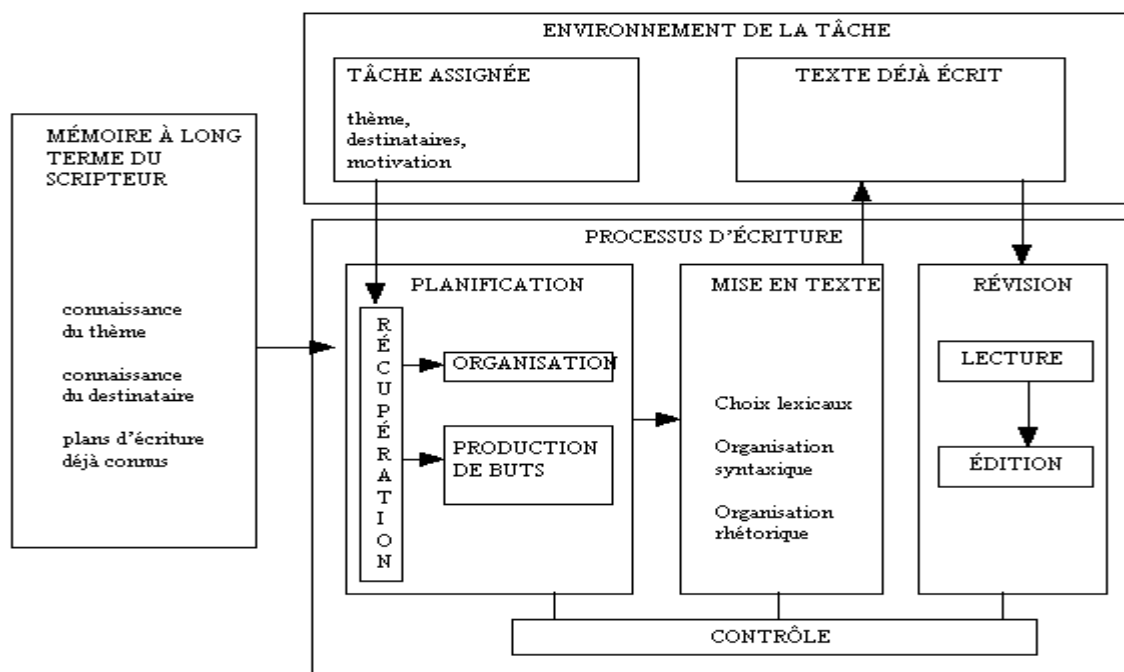 ENVIRONNEMENT DE LA TÂCHE
TÂCHE ASSIGNÉE
thème,
destinataires,
motivation
TEXTE DÉJÀ ÉCRIT
MÉMOIRE À LONG
TERME DU
SCRIPTEUR
connaissance
du thème
connaissance
du destinataire
plans d'écriture
déjà connus
PROCESSUS D'ÉCRITURE
PLANIFICATION
RÉCUPÉRATION
ORGANISATION
PRODUCTION
DE BUTS
MISE EN TEXTE
Choix lexicaux
Organisation
syntaxique
Organisation
rhétorique
RÉVISION
LECTURE
ÉDITION
CONTRÔLE